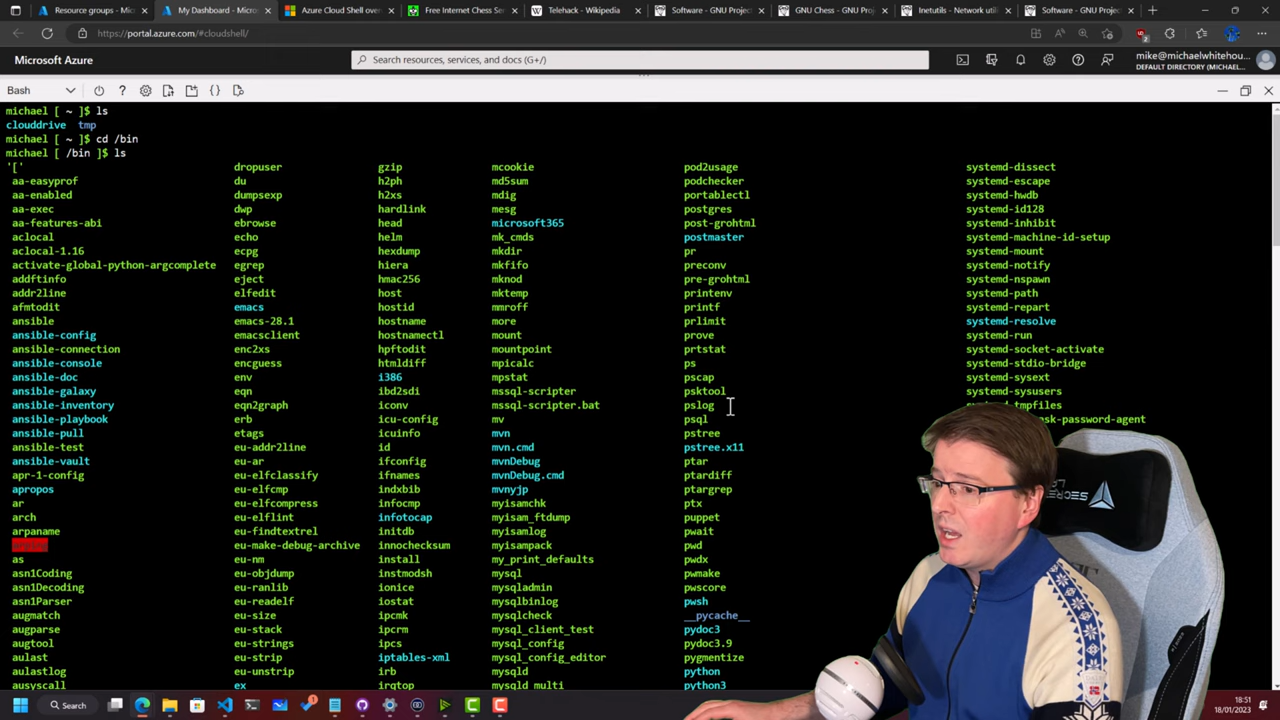 Resource groups - Mic
My Dashboard - Micros
Azure Cloud Shell over
Free Internet Chess Ser
Telehack - Wikipedia
Software - GNU Project
GNU Chess - GNU Pro
Inetutils - Network uti
Software - GNU Projec
https://portal.azure.com/#cloudshell/
Microsoft Azure
Search resources, services, and docs (G+/)
mike@michaelwhitehou...
DEFAULT DIRECTORY (MICHAEL...
Bash
michael [ ~ ]$ ls
clouddrive tmp
michael [ ~ ]$ cd /bin
michael [ /bin ]$ ls
'[' dropuser gzip mcookie pod2usage systemd-dissect
aa-easyprof du h2ph md5sum podchecker systemd-escape
aa-enabled dumpsexp h2xs mdig portablectl systemd-hwdb
aa-exec dwp hardlink mesg postgres systemd-id128
aa-features-abi ebrowse head microsoft365 post-grohtml systemd-inhibit
aclocal echo helm mk_cmds postmaster systemd-machine-id-setup
aclocal-1.16 ecpg hexdump mkdir pr systemd-mount
activate-global-python-argcomplete egrep hiera mkfifo preconv systemd-notify
addftinfo eject hmac256 mknod pre-grohtml systemd-nspawn
addr2line elfedit host mktemp printenv systemd-path
afmtodit emacs hostid mmroff printf systemd-repart
ansible emacs-28.1 hostname more prlimit systemd-resolve
ansible-config emacsclient hostnamectl mount prove systemd-run
ansible-connection enc2xs hpftodit mountpoint prtstat systemd-socket-activate
ansible-console encguess htmldiff mpicalc ps systemd-stdio-bridge
ansible-doc env i386 mpstat pscap systemd-sysext
ansible-galaxy eqn ibd2sdi mssql-scripter psktool systemd-sysusers
ansible-inventory eqn2graph iconv mssql-scripter.bat pslog tmpfiles
ansible-playbook erb icu-config mv psql ask-password-agent
ansible-pull etags icuinfo mvn pstree
ansible-test eu-addr2line id mvn.cmd pstree.x11
ansible-vault eu-ar ifconfig mvnDebug ptar
apr-1-config eu-elfclassify ifnames mvnDebug.cmd ptardiff
apropos eu-elfcmp indxbib mvnyjp ptargrep
ar eu-elfcompress infocmp myisamchk ptx
arch eu-elflint infotocap myisam_ftdump puppet
arpaname eu-findtextrel initdb myisamlog pwait
eu-make-debug-archive innochecksum myisampack pwd
as eu-nm install my_print_defaults pwdx
asn1Coding eu-objdump instmodsh mysql pwmake
asn1Decoding eu-ranlib ionice mysqladmin pwscore
asn1Parser eu-readelf iostat mysqlbinlog pwsh
augmatch eu-size ipcmk mysqlcheck __pycache__
augparse eu-stack ipcrm mysql_client_test pydoc3
augtool eu-strings ipcs mysql_config pydoc3.9
aulast eu-strip iptables-xml mysql_config_editor pygmentize
aulastlog eu-unstrip irb mysqld python
ausyscall ex irqtop mysqld_multi python3
SECRE
Search
18:51
18/01/2023